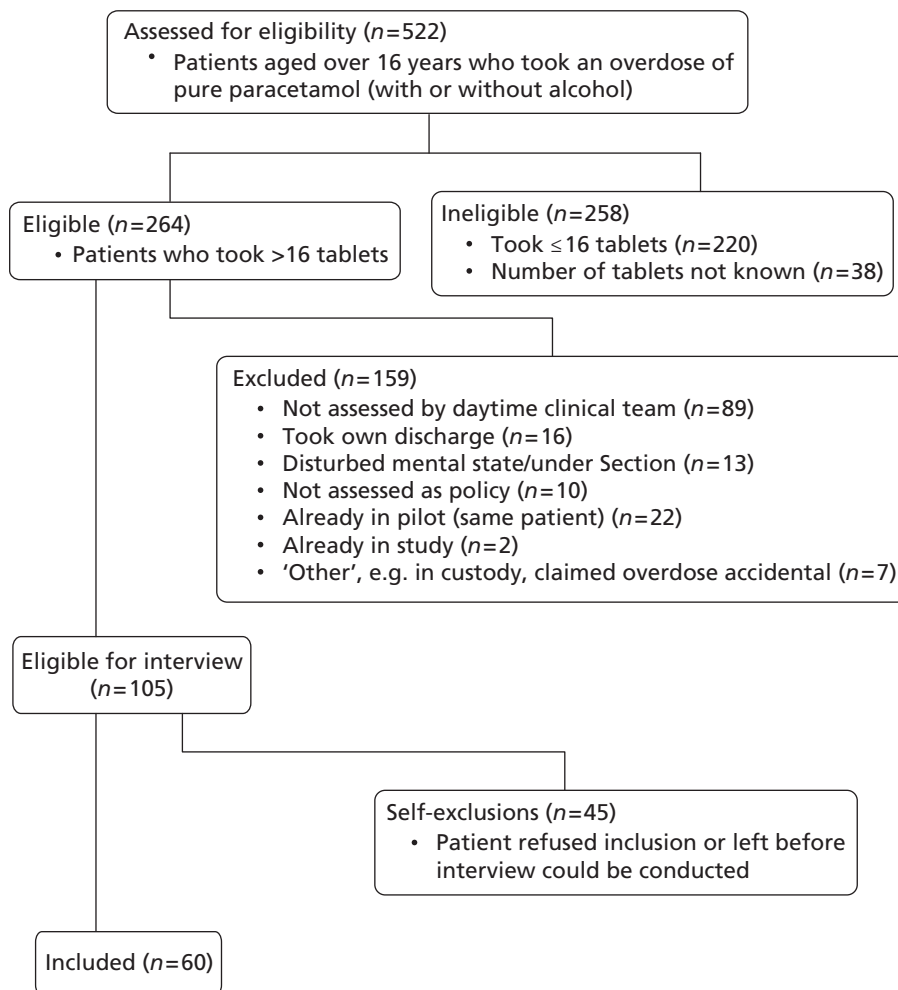 Assessed for eligibility (n=522)
• Patients aged over 16 years who took an overdose of
pure paracetamol (with or without alcohol)
Eligible (n=264)
• Patients who took >16 tablets
Ineligible (n=258)
• Took ≤16 tablets (n=220)
• Number of tablets not known (n=38)
Excluded (n=159)
• Not assessed by daytime clinical team (n=89)
• Took own discharge (n=16)
• Disturbed mental state/under Section (n=13)
• Not assessed as policy (n=10)
• Already in pilot (same patient) (n=22)
• Already in study (n=2)
• ‘Other’, e.g. in custody, claimed overdose accidental (n=7)
Eligible for interview
(n=105)
Self-exclusions (n=45)
• Patient refused inclusion or left before
interview could be conducted
Included (n=60)